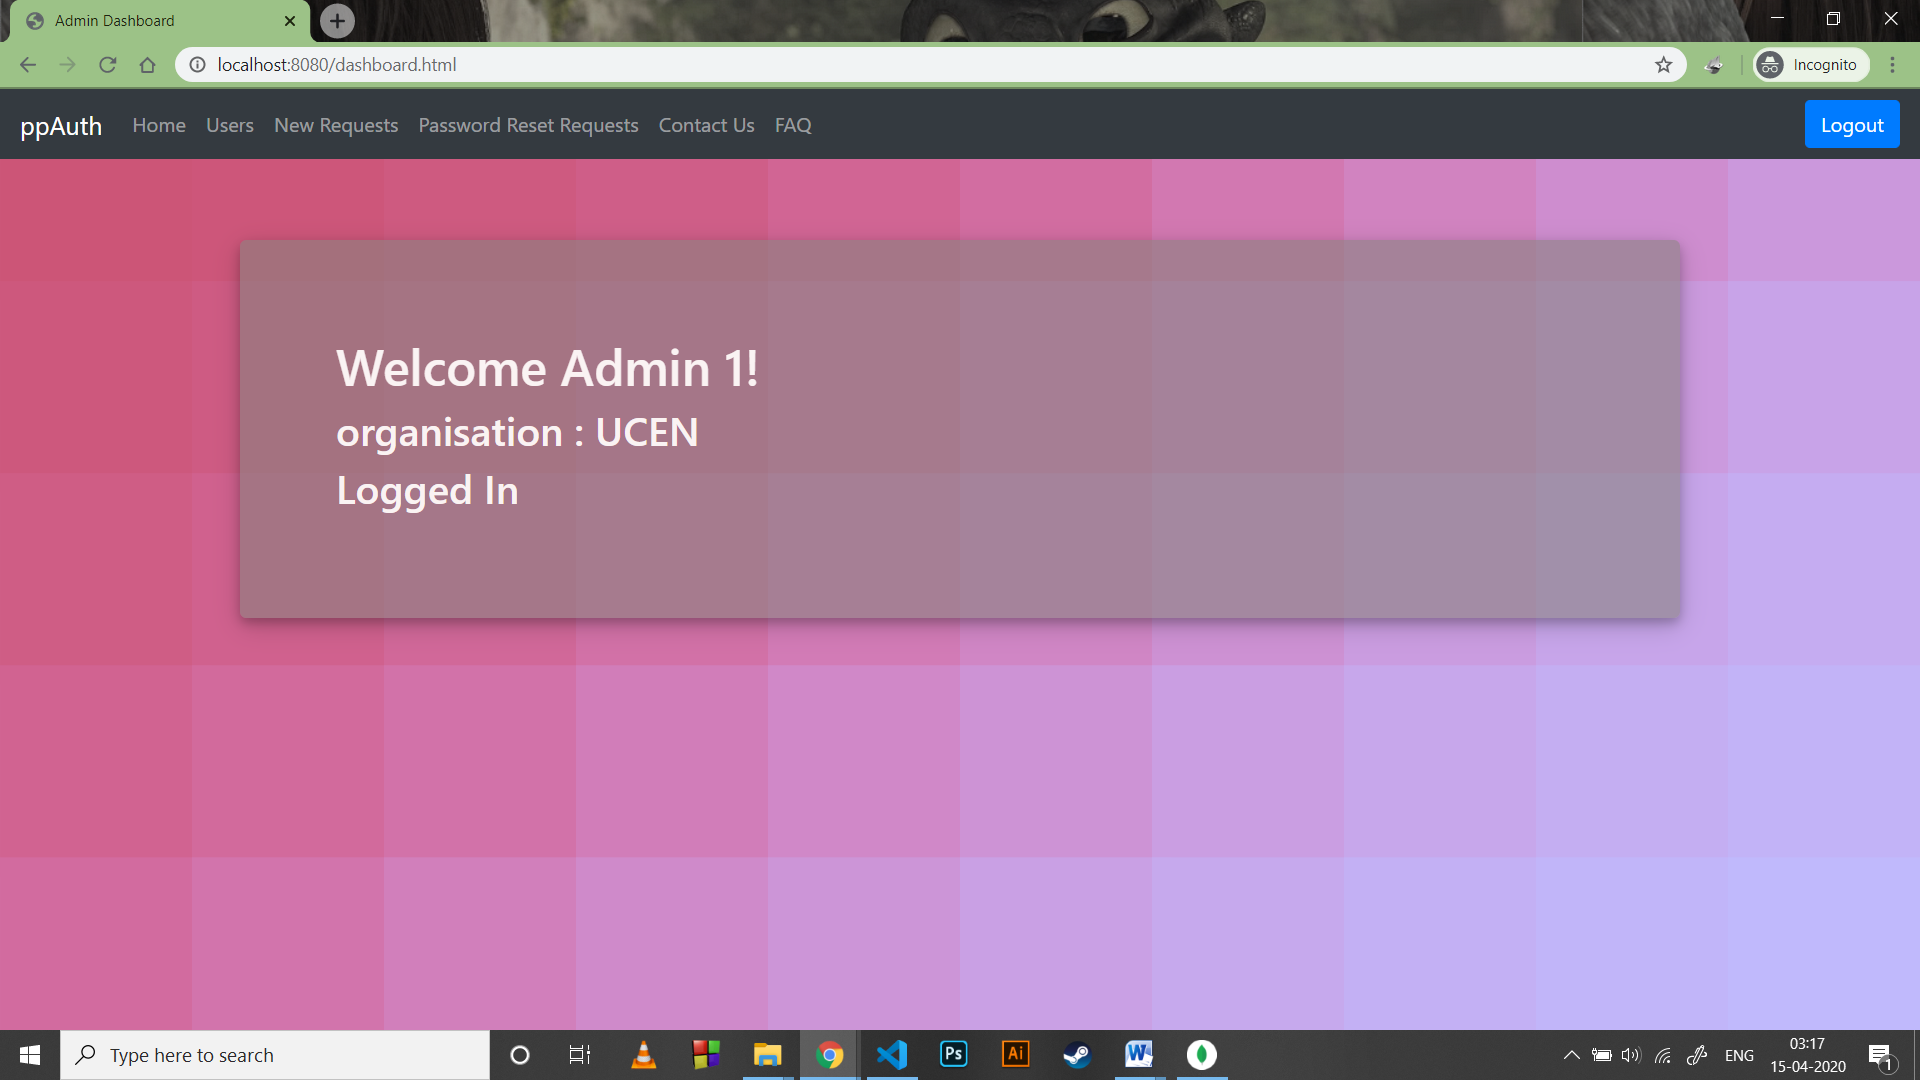 Admin Dashboard
localhost:8080/dashboard.html
Incognito
ppAuth Home Users New Requests Password Reset Requests Contact Us FAQ Logout
Welcome Admin 1!
organisation : UCEN
Logged In
Type here to search
Ps
Ai
W
ENG
03:17
15-04-2020
1